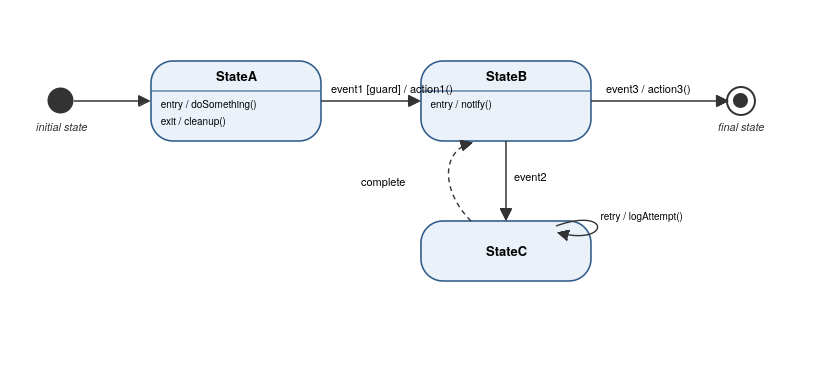 StateA
entry / doSomething()
exit / cleanup()
event1 [guard] / action1()
StateB
entry / notify()
event3 / action3()
initial state
final state
complete
event2
retry / logAttempt()
StateC